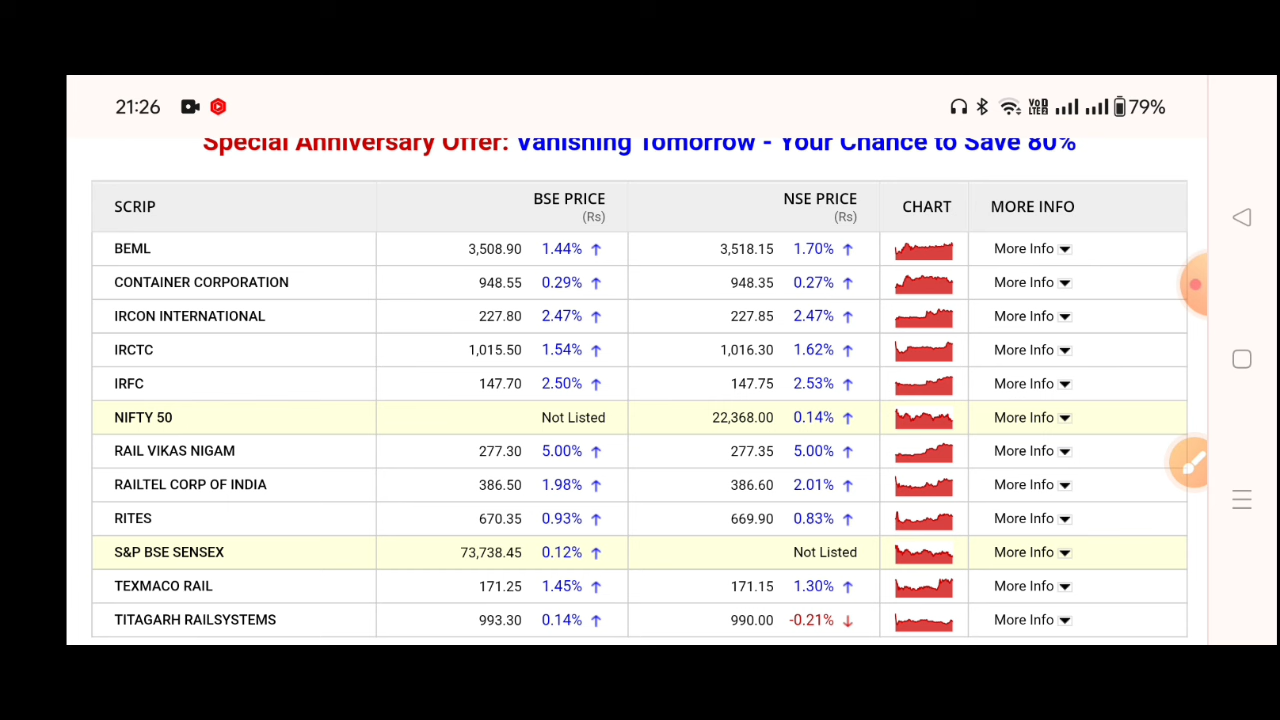 21:26 VoD LTE2 79%
Special Anniversary Offer: Vanishing Tomorrow - Your Chance to Save 80%
SCRIP BSE PRICE (Rs) NSE PRICE (Rs) CHART MORE INFO
BEML 3,508.90 1.44% ↑ 3,518.15 1.70% ↑ More Info
CONTAINER CORPORATION 948.55 0.29% ↑ 948.35 0.27% ↑ More Info
IRCON INTERNATIONAL 227.80 2.47% ↑ 227.85 2.47% ↑ More Info
IRCTC 1,015.50 1.54% ↑ 1,016.30 1.62% ↑ More Info
IRFC 147.70 2.50% ↑ 147.75 2.53% ↑ More Info
NIFTY 50 Not Listed 22,368.00 0.14% ↑ More Info
RAIL VIKAS NIGAM 277.30 5.00% ↑ 277.35 5.00% ↑ More Info
RAILTEL CORP OF INDIA 386.50 1.98% ↑ 386.60 2.01% ↑ More Info
RITES 670.35 0.93% ↑ 669.90 0.83% ↑ More Info
S&P BSE SENSEX 73,738.45 0.12% ↑ Not Listed More Info
TEXMACO RAIL 171.25 1.45% ↑ 171.15 1.30% ↑ More Info
TITAGARH RAILSYSTEMS 993.30 0.14% ↑ 990.00 -0.21% ↓ More Info